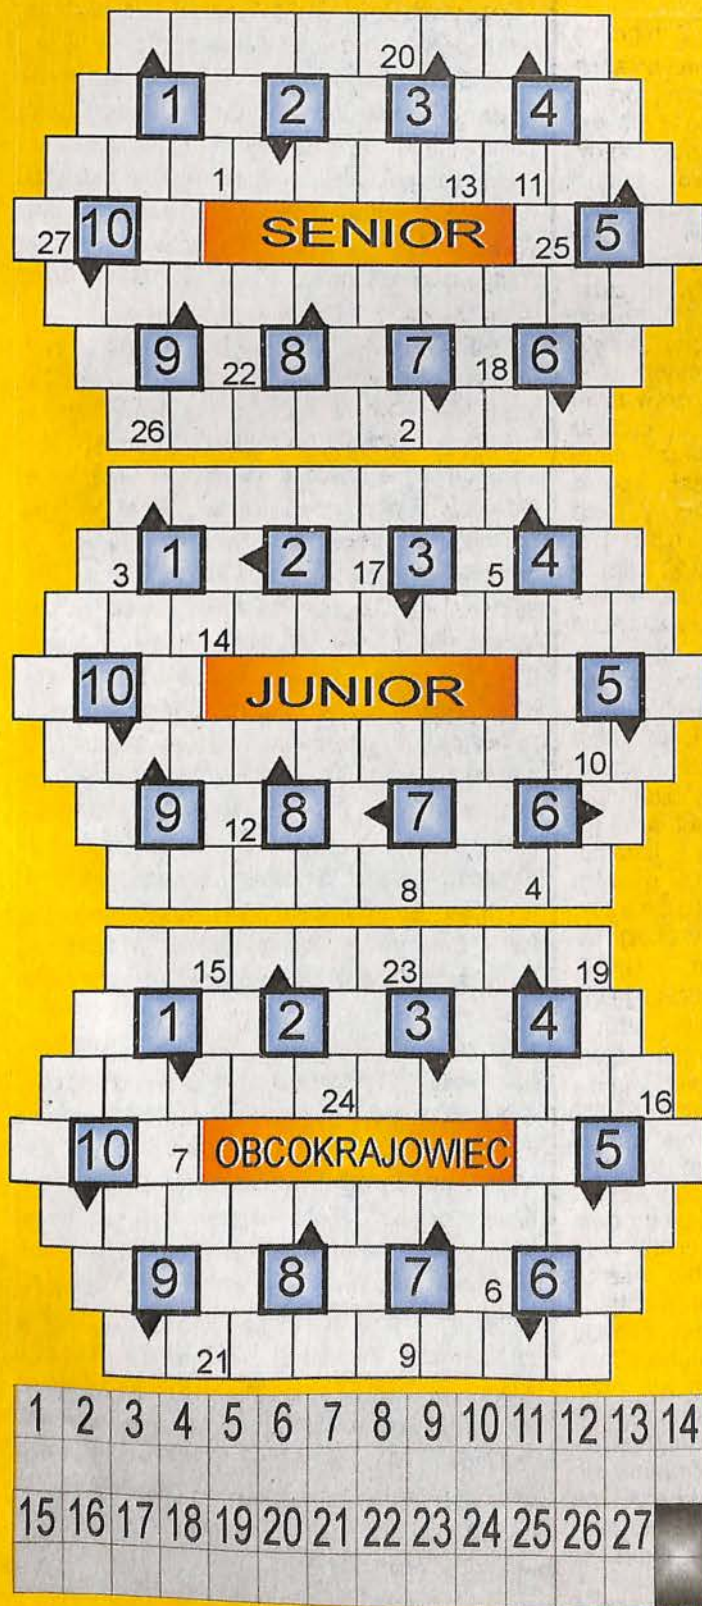 20
1 2 3 4
1 13 11
27 10 SENIOR 25 5
9 22 8 7 18 6
26 2
3 1 2 17 3 5 4
14
10 JUNIOR 5
10
9 12 8 7 6
8 4
15 23 19
1 2 3 4
24 16
10 7 OBCOKRAJOWIEC 5
9 8 7 6 6
21 9
1 2 3 4 5 6 7 8 9 10 11 12 13 14
15 16 17 18 19 20 21 22 23 24 25 26 27